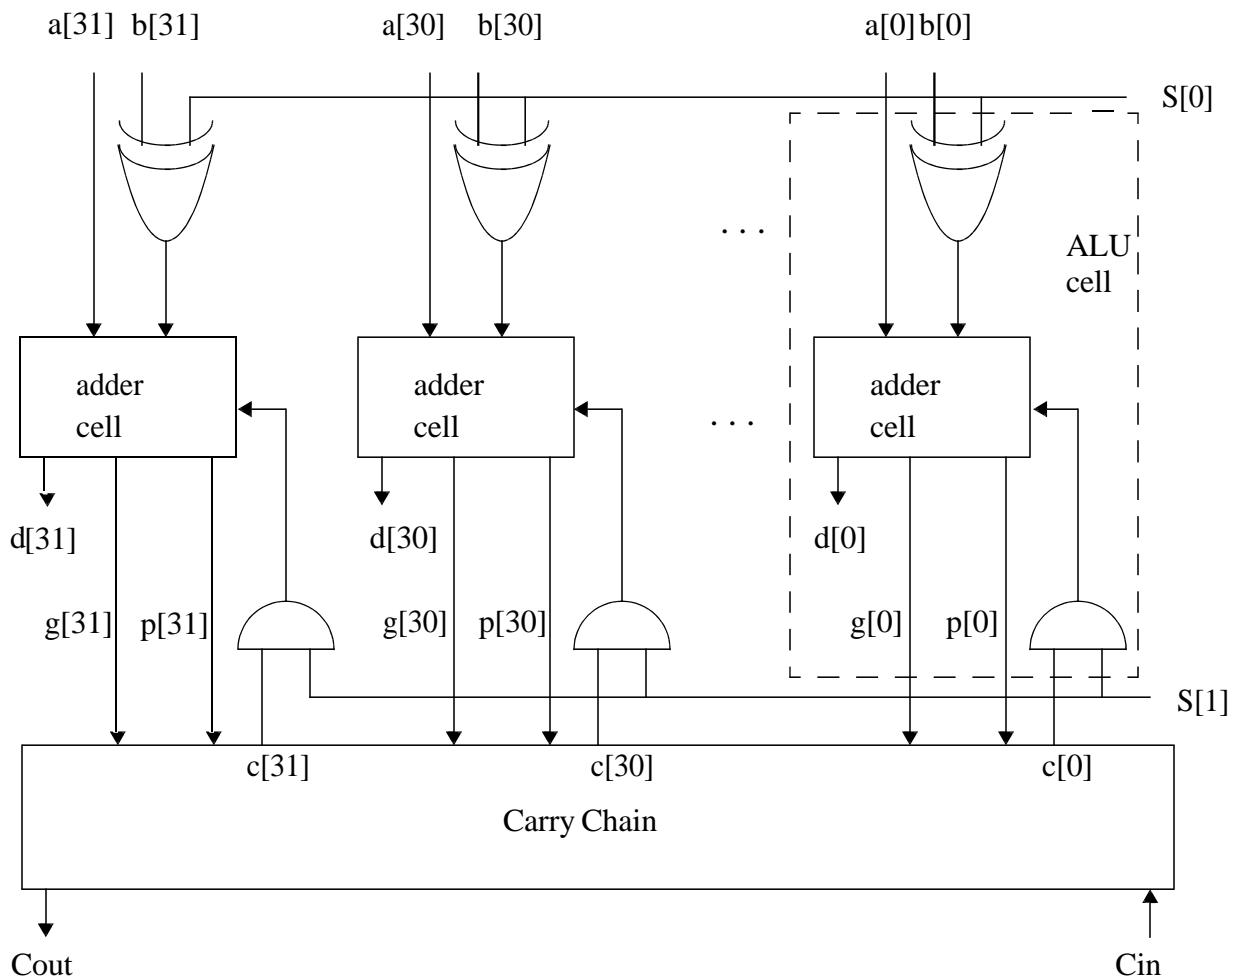 a[31] b[31] a[30] b[30] a[0] b[0]
S[0]
. . .
ALU
cell
adder
cell
adder
cell
. . .
adder
cell
d[31] d[30] d[0]
g[31] p[31] g[30] p[30] g[0] p[0]
S[1]
c[31] c[30] c[0]
Carry Chain
Cout Cin